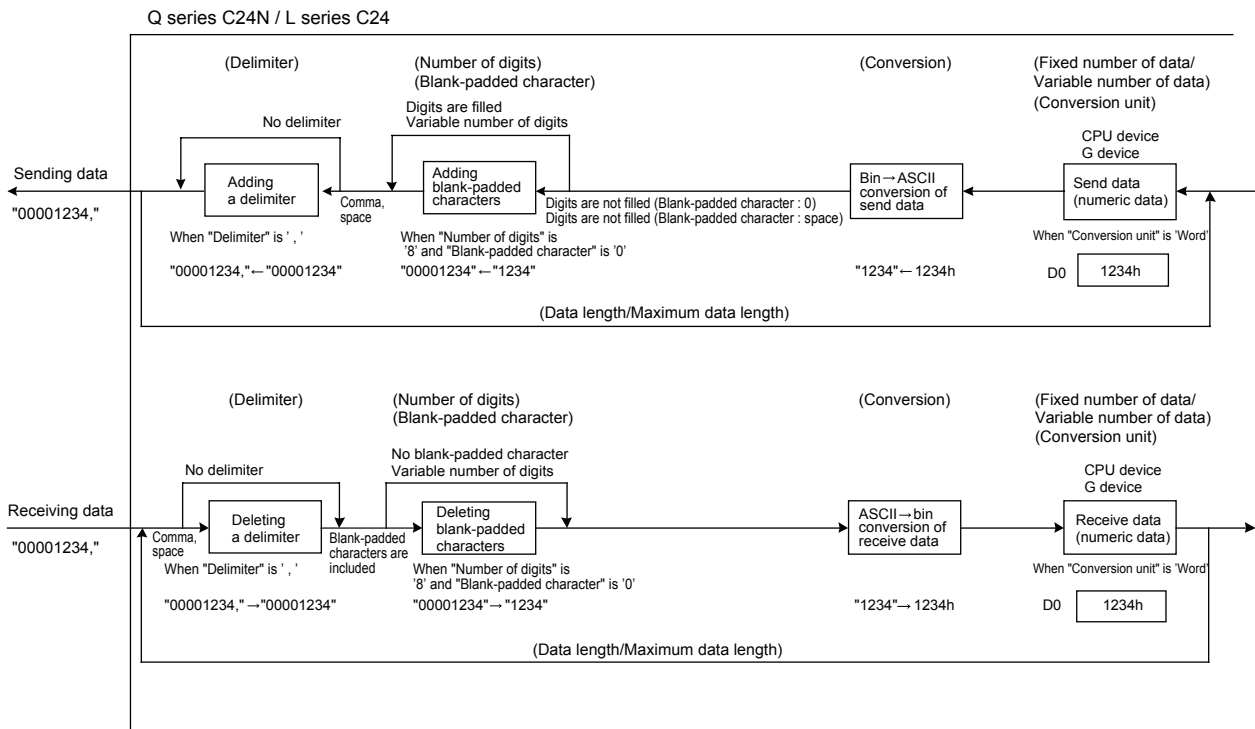 Q series C24N / L series C24
(Delimiter)
(Number of digits)
(Blank-padded character)
(Conversion)
(Fixed number of data/
Variable number of data)
(Conversion unit)
Digits are filled
Variable number of digits
No delimiter
CPU device
G device
Sending data
"00001234,"
Adding
a delimiter
Comma,
space
Adding
blank-padded
characters
Digits are not filled (Blank-padded character : 0)
Digits are not filled (Blank-padded character : space)
Bin→ASCII
conversion of
send data
Send data
(numeric data)
When "Delimiter" is ' , '
"00001234,"←"00001234"
When "Number of digits" is
'8' and "Blank-padded character" is '0'
"00001234"←"1234"
"1234"←1234h
When "Conversion unit" is 'Word'
D0
1234h
(Data length/Maximum data length)
(Delimiter)
(Number of digits)
(Blank-padded character)
(Conversion)
(Fixed number of data/
Variable number of data)
(Conversion unit)
No delimiter
No blank-padded character
Variable number of digits
CPU device
G device
Receiving data
"00001234,"
Comma,
space
Deleting
a delimiter
Blank-padded
characters are
included
Deleting
blank-padded
characters
ASCII→bin
conversion of
receive data
Receive data
(numeric data)
When "Delimiter" is ' , '
"00001234,"→"00001234"
When "Number of digits" is
'8' and "Blank-padded character" is '0'
"00001234"→"1234"
"1234"→1234h
When "Conversion unit" is 'Word'
D0
1234h
(Data length/Maximum data length)